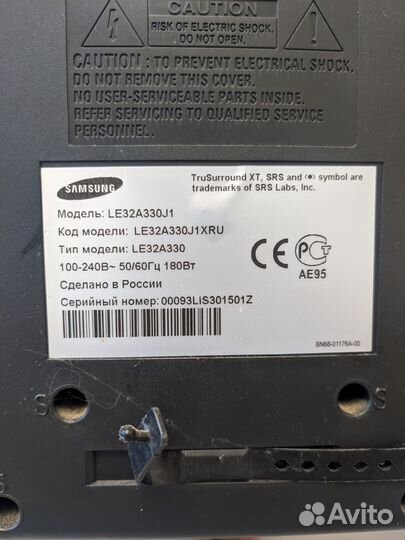 CAUTION
RISK OF ELECTRIC SHOCK,
DO NOT OPEN.
CAUTION : TO PREVENT ELECTRICAL SHOCK,
DO NOT REMOVE THIS COVER.
NO USER-SERVICEABLE PARTS INSIDE.
REFER SERVICING TO QUALIFIED SERVICE
PERSONNEL.
SAMSUNG
TruSurround XT, SRS and (●) symbol are
trademarks of SRS Labs, Inc.
Модель: LE32A330J1
Код модели: LE32A330J1XRU
Тип модели: LE32A330
100-240В~ 50/60Гц 180Вт
Сделано в России
Серийный номер: 00093LiS301501Z
CE
РСТ
АЕ95
BN68-01176A-00
S
S
Avito